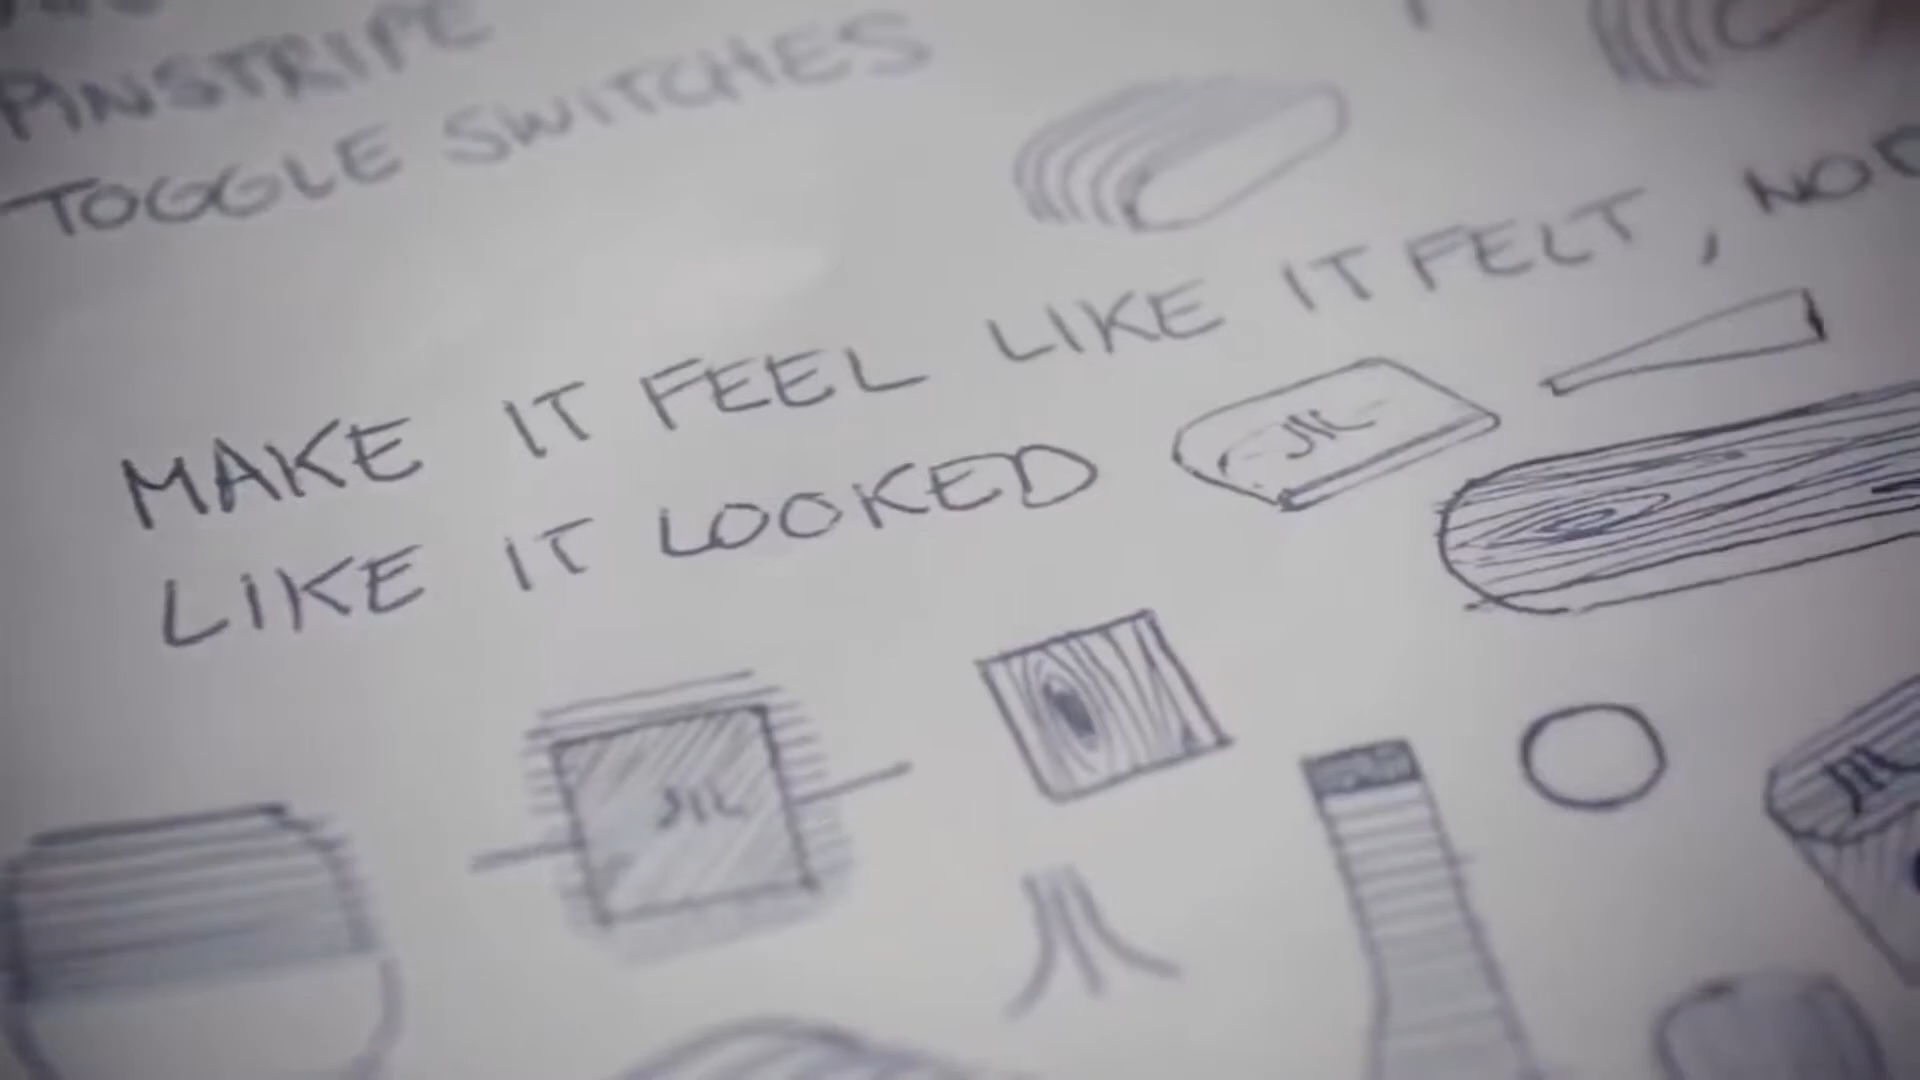 PINSTRIPE
TOGGLE SWITCHES
MAKE IT FEEL LIKE IT FELT,
LIKE IT LOOKED